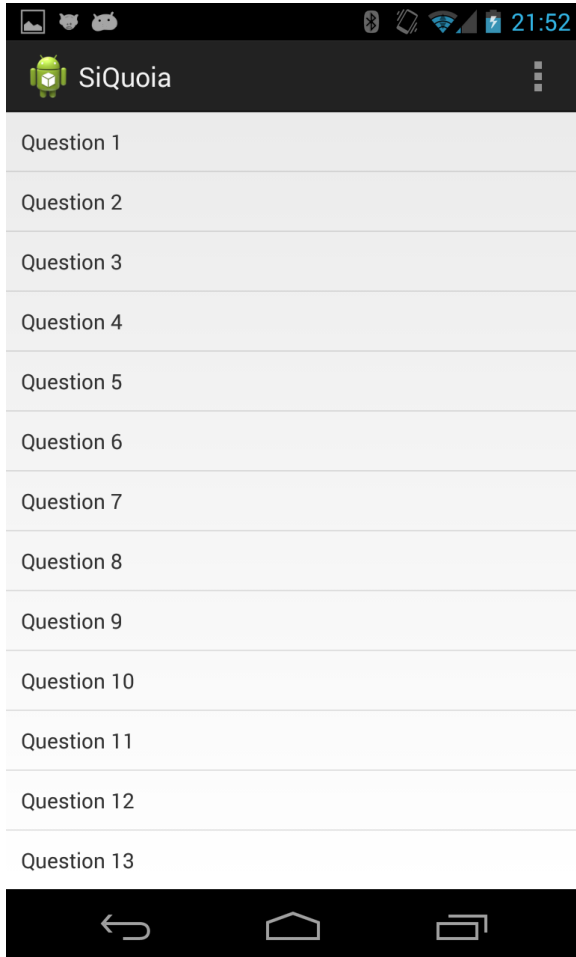 21:52
SiQuoia
Question 1
Question 2
Question 3
Question 4
Question 5
Question 6
Question 7
Question 8
Question 9
Question 10
Question 11
Question 12
Question 13